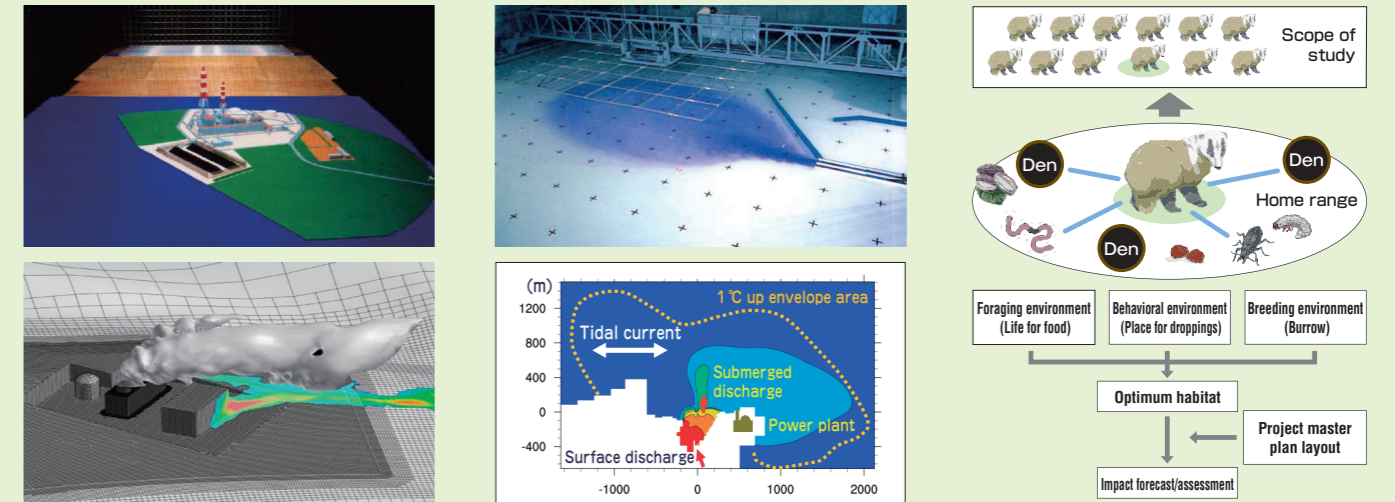 (m)
1200
800
400
0
-400
-1000
0
1000
2000
1℃ up envelope area
Tidal current
Submerged
discharge
Power plant
Surface discharge
Scope of
study
Den
Den
Home range
Den
Foraging environment
(Life for food)
Behavioral environment
(Place for droppings)
Breeding environment
(Burrow)
Optimum habitat
Project master
plan layout
Impact forecast/assessment